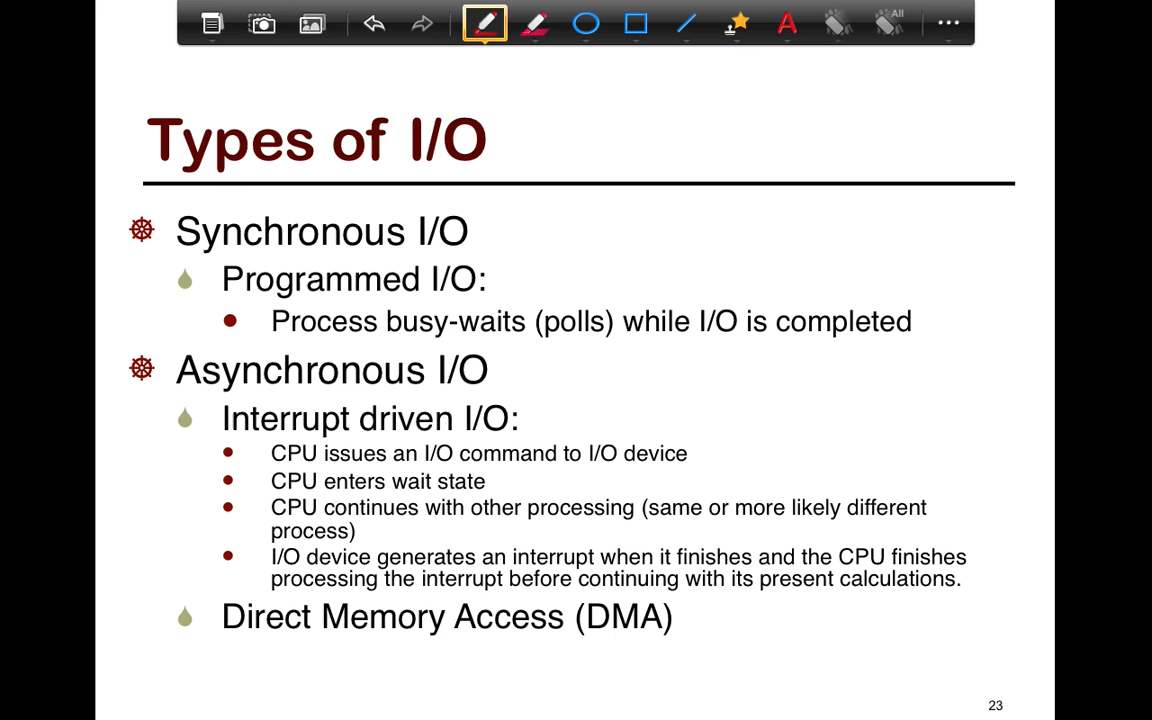 All
A
Types of I/O
Synchronous I/O
Programmed I/O:
Process busy-waits (polls) while I/O is completed
Asynchronous I/O
Interrupt driven I/O:
CPU issues an I/O command to I/O device
CPU enters wait state
CPU continues with other processing (same or more likely different
process)
I/O device generates an interrupt when it finishes and the CPU finishes
processing the interrupt before continuing with its present calculations.
Direct Memory Access (DMA)
23